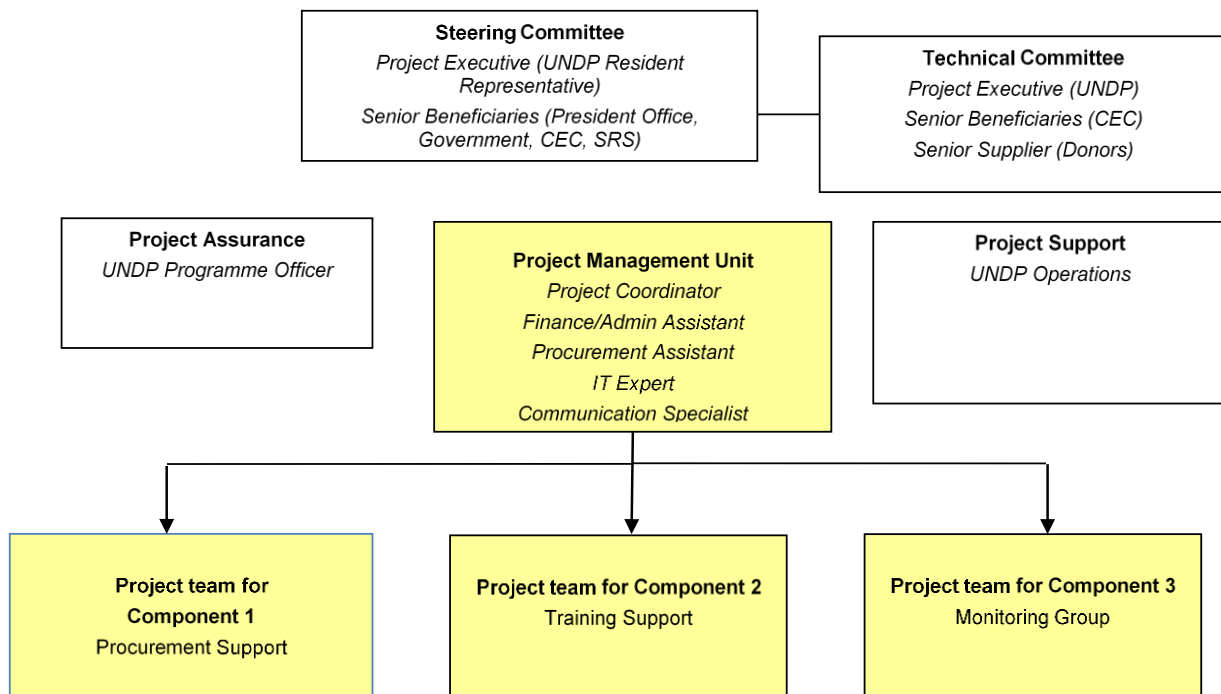 Steering Committee
Project Executive (UNDP Resident
Representative)
Senior Beneficiaries (President Office,
Government, CEC, SRS)
Technical Committee
Project Executive (UNDP)
Senior Beneficiaries (CEC)
Senior Supplier (Donors)
Project Assurance
UNDP Programme Officer
Project Management Unit
Project Coordinator
Finance/Admin Assistant
Procurement Assistant
IT Expert
Communication Specialist
Project Support
UNDP Operations
Project team for
Component 1
Procurement Support
Project team for Component 2
Training Support
Project team for Component 3
Monitoring Group